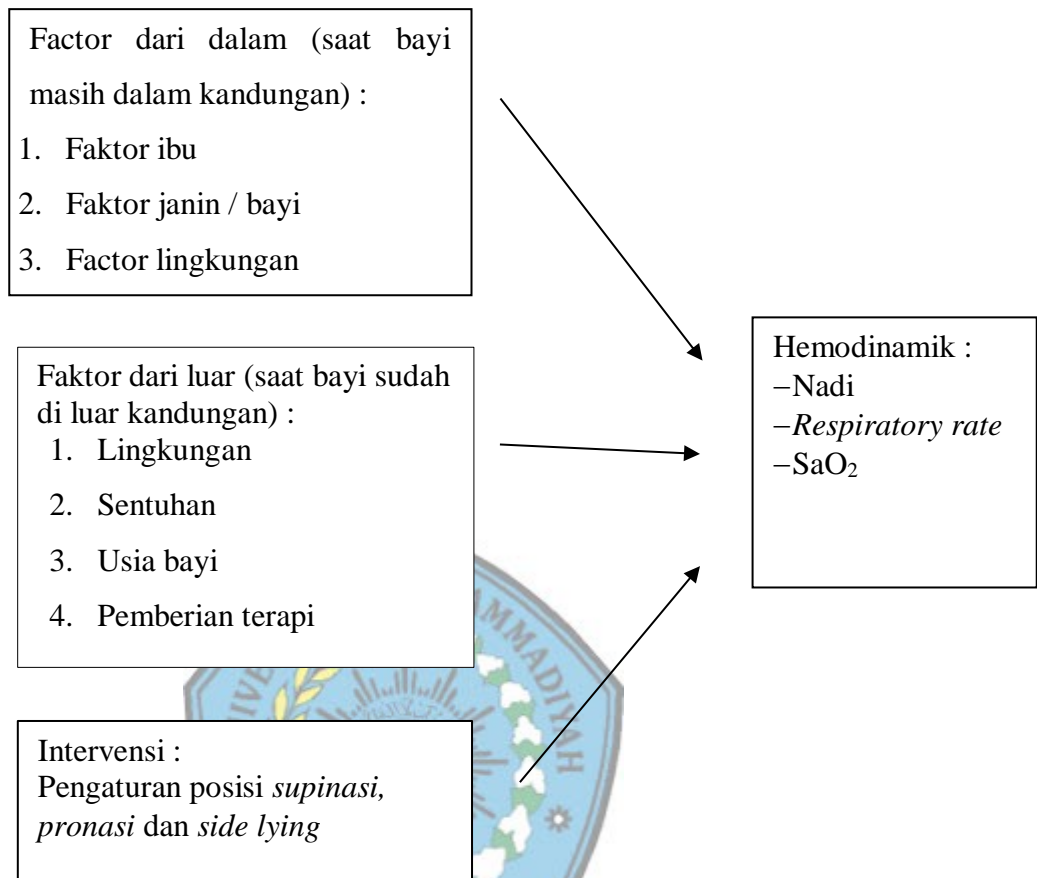 Factor dari dalam (saat bayi
masih dalam kandungan) :
1. Faktor ibu
2. Faktor janin / bayi
3. Factor lingkungan
Faktor dari luar (saat bayi sudah
di luar kandungan) :
1. Lingkungan
2. Sentuhan
3. Usia bayi
4. Pemberian terapi
Intervensi :
Pengaturan posisi supinasi,
pronasi dan side lying
Hemodinamik :
–Nadi
–Respiratory rate
–SaO₂